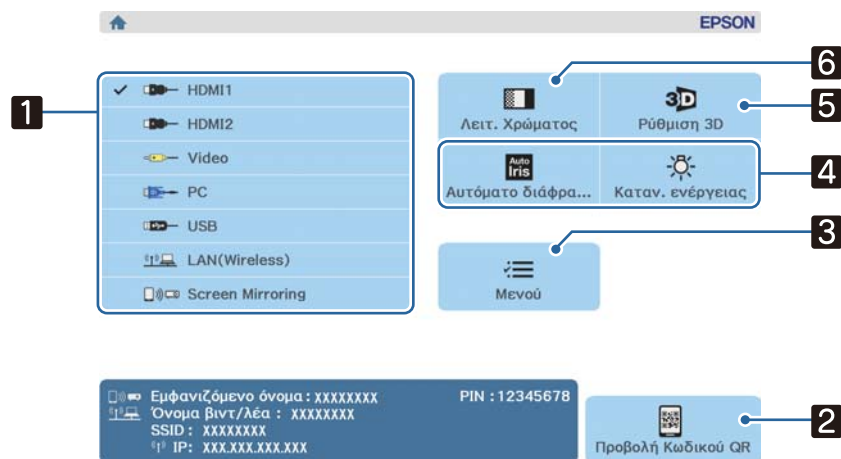 EPSON
1
✓ HDMI1
HDMI2
Video
PC
USB
LAN(Wireless)
Screen Mirroring
6
Λειτ. Χρώματος
3D
Ρύθμιση 3D
5
Auto
Iris
Αυτόματο διάφρα...
Καταν. ενέργειας
4
3
Μενού
Εμφανιζόμενο όνομα : XXXXXXXX PIN : 12345678
Όνομα βιντ/λέα : XXXXXXXX
SSID : XXXXXXXX
IP: XXX.XXX.XXX.XXX
Προβολή Κωδικού QR
2